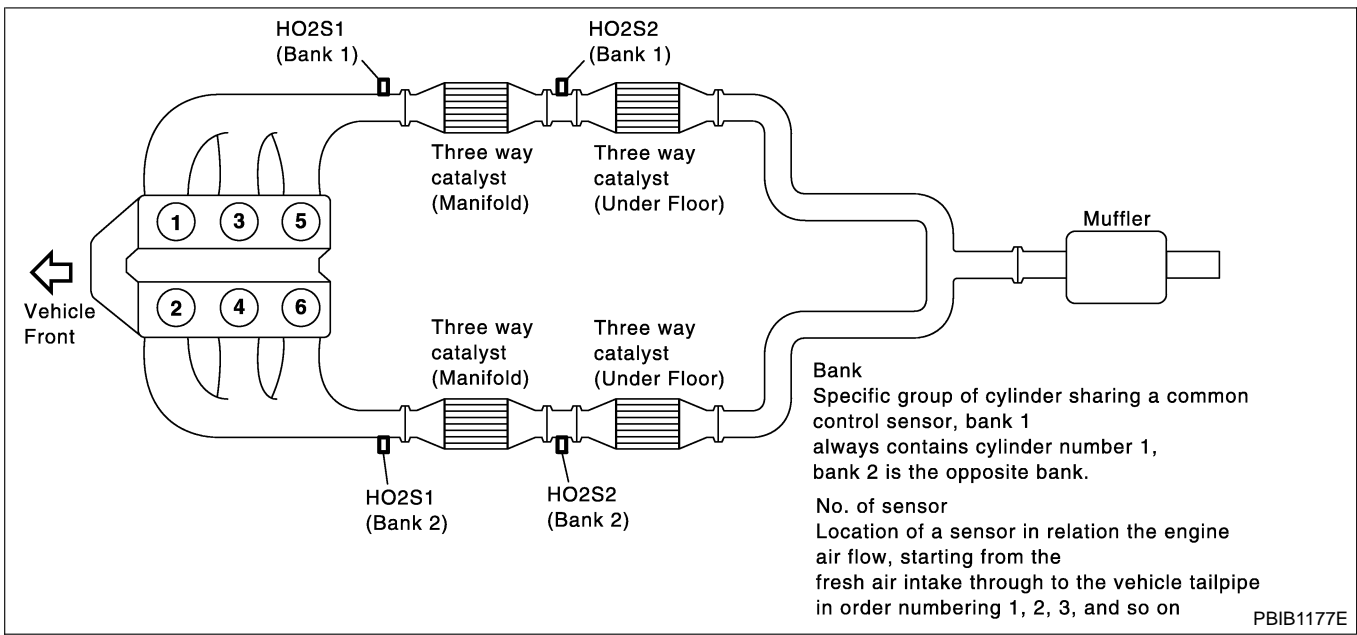 HO2S1
(Bank 1)
HO2S2
(Bank 1)
Three way
catalyst
(Manifold)
Three way
catalyst
(Under Floor)
1
3
5
Muffler
Vehicle
Front
2
4
6
Three way
catalyst
(Manifold)
Three way
catalyst
(Under Floor)
HO2S1
(Bank 2)
HO2S2
(Bank 2)
Bank
Specific group of cylinder sharing a common
control sensor, bank 1
always contains cylinder number 1,
bank 2 is the opposite bank.
No. of sensor
Location of a sensor in relation the engine
air flow, starting from the
fresh air intake through to the vehicle tailpipe
in order numbering 1, 2, 3, and so on
PBIB1177E